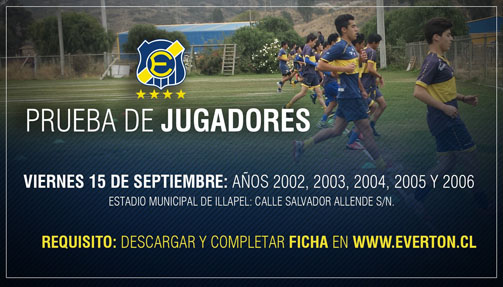 E
PRUEBA DE JUGADORES
VIERNES 15 DE SEPTIEMBRE: AÑOS 2002, 2003, 2004, 2005 Y 2006
ESTADIO MUNICIPAL DE ILLAPEL: CALLE SALVADOR ALLENDE S/N.
REQUISITO: DESCARGAR Y COMPLETAR FICHA EN WWW.EVERTON.CL